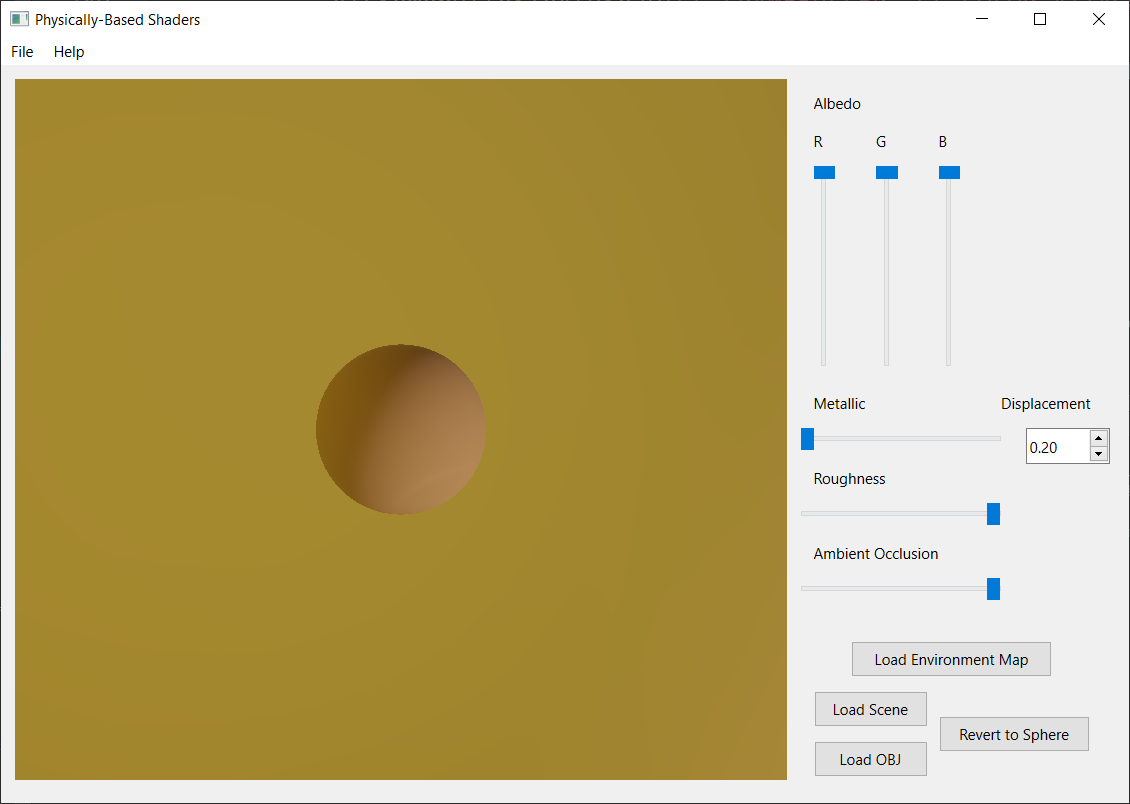 Physically-Based Shaders
File Help
Albedo
R G B
Metallic Displacement
0.20
Roughness
Ambient Occlusion
Load Environment Map
Load Scene
Revert to Sphere
Load OBJ